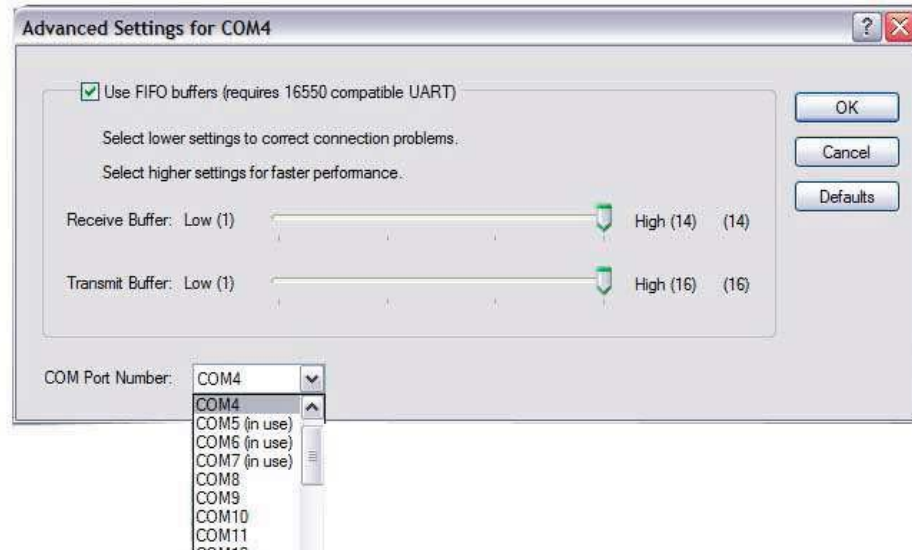 Advanced Settings for COM4
Use FIFO buffers (requires 16550 compatible UART)
OK
Select lower settings to correct connection problems.
Cancel
Select higher settings for faster performance.
Defaults
Receive Buffer: Low (1) High (14) (14)
Transmit Buffer: Low (1) High (16) (16)
COM Port Number: COM4
COM4
COM5 (in use)
COM6 (in use)
COM7 (in use)
COM8
COM9
COM10
COM11